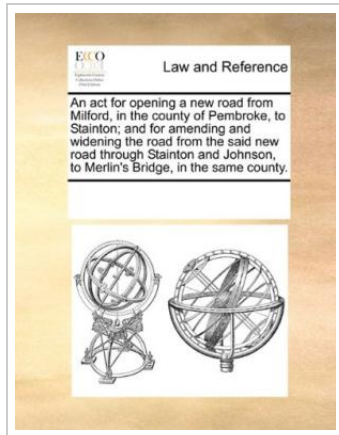 ECCO
Law and Reference
An act for opening a new road from
Milford, in the county of Pembroke, to
Stainton; and for amending and
widening the road from the said new
road through Stainton and Johnson,
to Merlin's Bridge, in the same county.